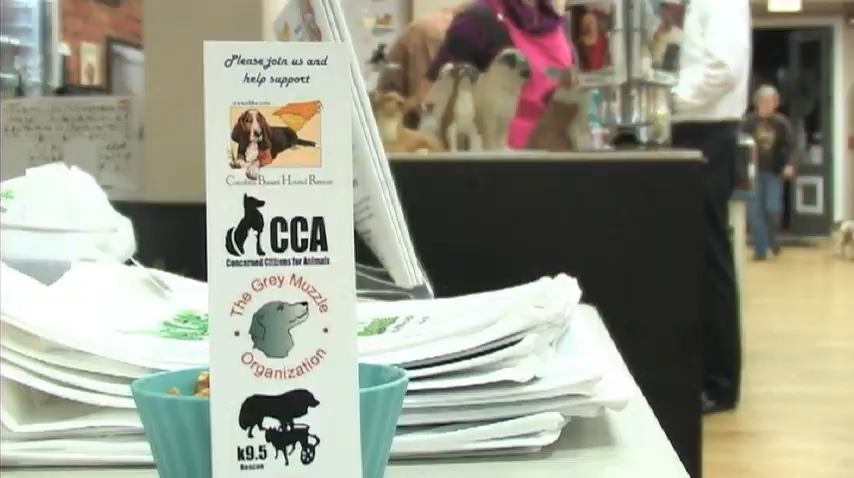 Please join us and
help support
Carolina Basset Hound Rescue
CCA
Concerned Citizens for Animals
The Grey Muzzle
Organization
k9.5
Rescue